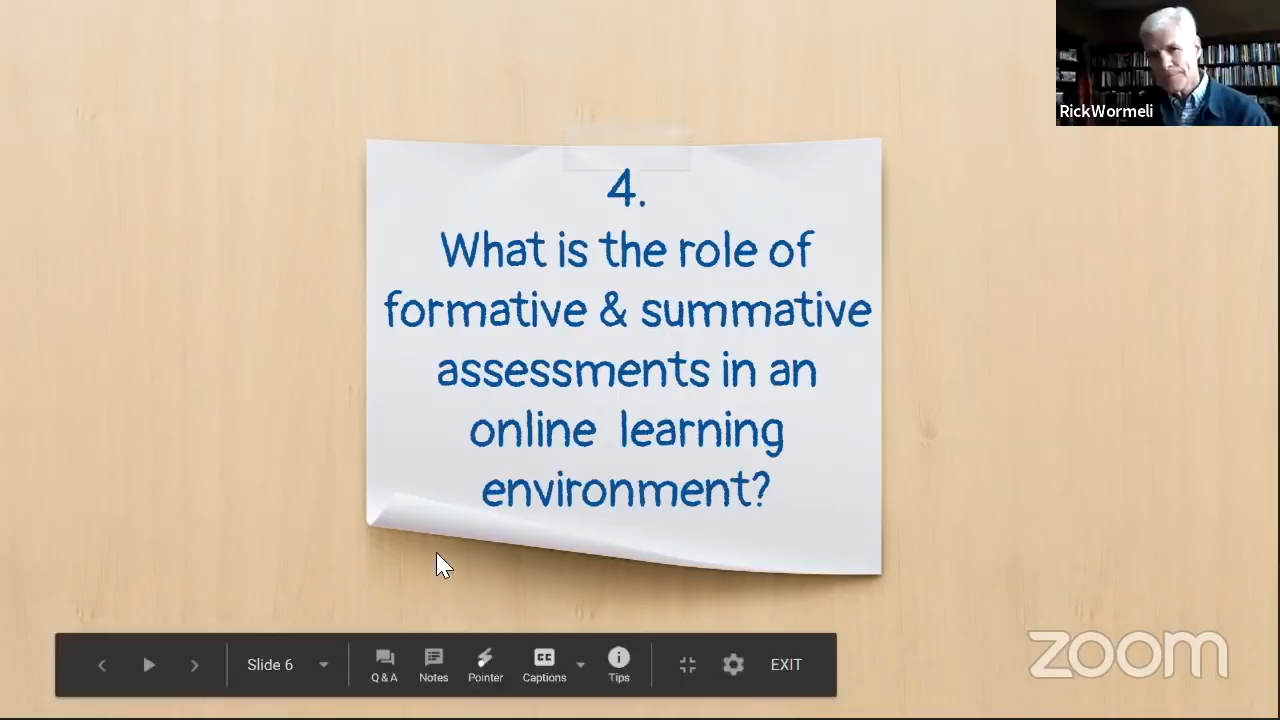 RickWormeli
4.
What is the role of
formative & summative
assessments in an
online learning
environment?
Slide 6
Q & A
Notes
CC
Pointer
Captions
Tips
EXIT
zoom